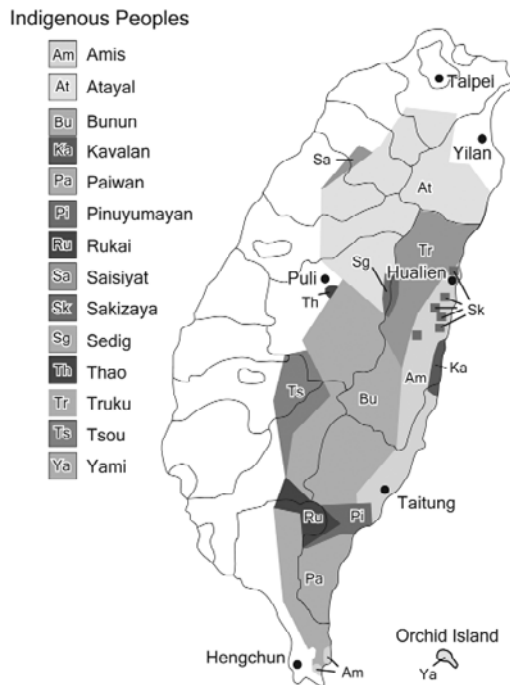 Indigenous Peoples
Am Amis
At Atayal
Bu Bunun
Ka Kavalan
Pa Paiwan
Pi Pinuyumayan
Ru Rukai
Sa Saisiyat
Sk Sakizaya
Sg Sedig
Th Thao
Tr Truku
Ts Tsou
Ya Yami
Taipei
Yilan
Sa
At
Tr
Sg
Hualien
Puli
Th
Sk
Ka
Am
Ts
Bu
Taitung
Ru
Pi
Pa
Orchid Island
Hengchun
Am
Ya